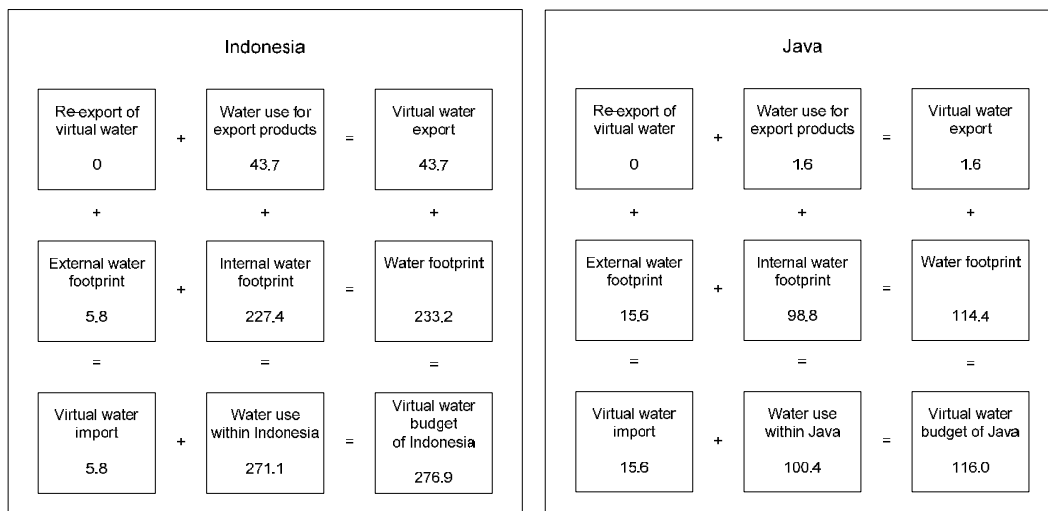 Indonesia
Re-export of
virtual water
0
+
Water use for
export products
43.7
=
Virtual water
export
43.7
+
+
+
External water
footprint
5.8
+
Internal water
footprint
227.4
=
Water footprint
233.2
=
=
=
Virtual water
import
5.8
+
Water use
within Indonesia
271.1
=
Virtual water
budget
of Indonesia
276.9
Java
Re-export of
virtual water
0
+
Water use for
export products
1.6
=
Virtual water
export
1.6
+
+
+
External water
footprint
15.6
+
Internal water
footprint
98.8
=
Water footprint
114.4
=
=
=
Virtual water
import
15.6
+
Water use
within Java
100.4
=
Virtual water
budget of Java
116.0